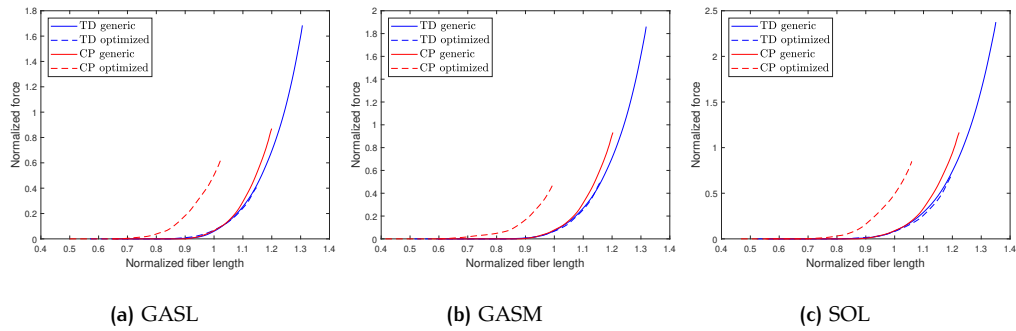 1.8
1.6
1.4
1.2
1
0.8
0.6
0.4
0.2
0
Normalized force
TD generic
TD optimized
CP generic
CP optimized
0.4 0.5 0.6 0.7 0.8 0.9 1 1.1 1.2 1.3 1.4
Normalized fiber length
(a) GASL
2
1.8
1.6
1.4
1.2
1
0.8
0.6
0.4
0.2
0
Normalized force
TD generic
TD optimized
CP generic
CP optimized
0.4 0.5 0.6 0.7 0.8 0.9 1 1.1 1.2 1.3 1.4
Normalized fiber length
(b) GASM
2.5
2
1.5
1
0.5
0
Normalized force
TD generic
TD optimized
CP generic
CP optimized
0.4 0.5 0.6 0.7 0.8 0.9 1 1.1 1.2 1.3 1.4
Normalized fiber length
(c) SOL